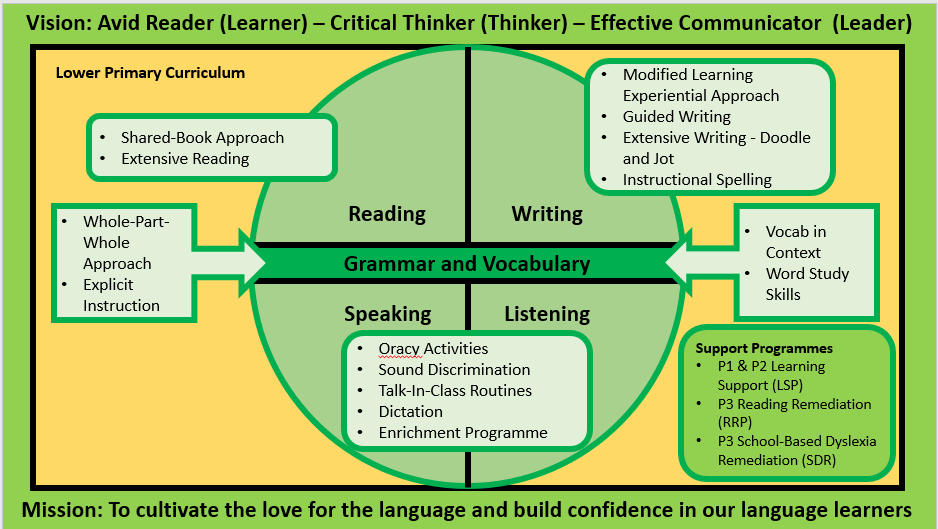 Vision: Avid Reader (Learner) – Critical Thinker (Thinker) – Effective Communicator  (Leader)
Lower Primary Curriculum
• Shared-Book Approach
• Extensive Reading
• Modified Learning
Experiential Approach
• Guided Writing
• Extensive Writing - Doodle
and Jot
• Instructional Spelling
Reading
Writing
• Whole-Part-
Whole
Approach
• Explicit
Instruction
Grammar and Vocabulary
• Vocab in
Context
• Word Study
Skills
Speaking
Listening
• Oracy Activities
• Sound Discrimination
• Talk-In-Class Routines
• Dictation
• Enrichment Programme
Support Programmes
• P1 & P2 Learning
Support (LSP)
• P3 Reading Remediation
(RRP)
• P3 School-Based Dyslexia
Remediation (SDR)
Mission: To cultivate the love for the language and build confidence in our language learners